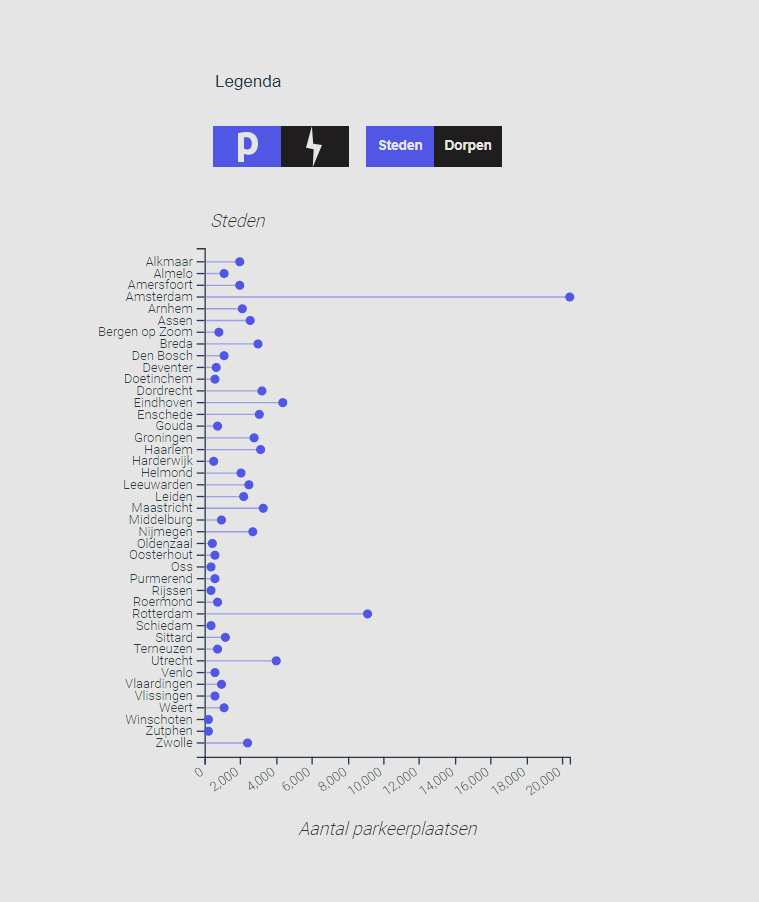 Legenda
P
Steden Dorpen
Steden
Alkmaar
Almelo
Amersfoort
Amsterdam
Arnhem
Assen
Bergen op Zoom
Breda
Den Bosch
Deventer
Doetinchem
Dordrecht
Eindhoven
Enschede
Gouda
Groningen
Haarlem
Harderwijk
Helmond
Leeuwarden
Leiden
Maastricht
Middelburg
Nijmegen
Oldenzaal
Oosterhout
Oss
Purmerend
Rijssen
Roermond
Rotterdam
Schiedam
Sittard
Terneuzen
Utrecht
Venlo
Vlaardingen
Vlissingen
Weert
Winschoten
Zutphen
Zwolle
0 2,000 4,000 6,000 8,000 10,000 12,000 14,000 16,000 18,000 20,000
Aantal parkeerplaatsen